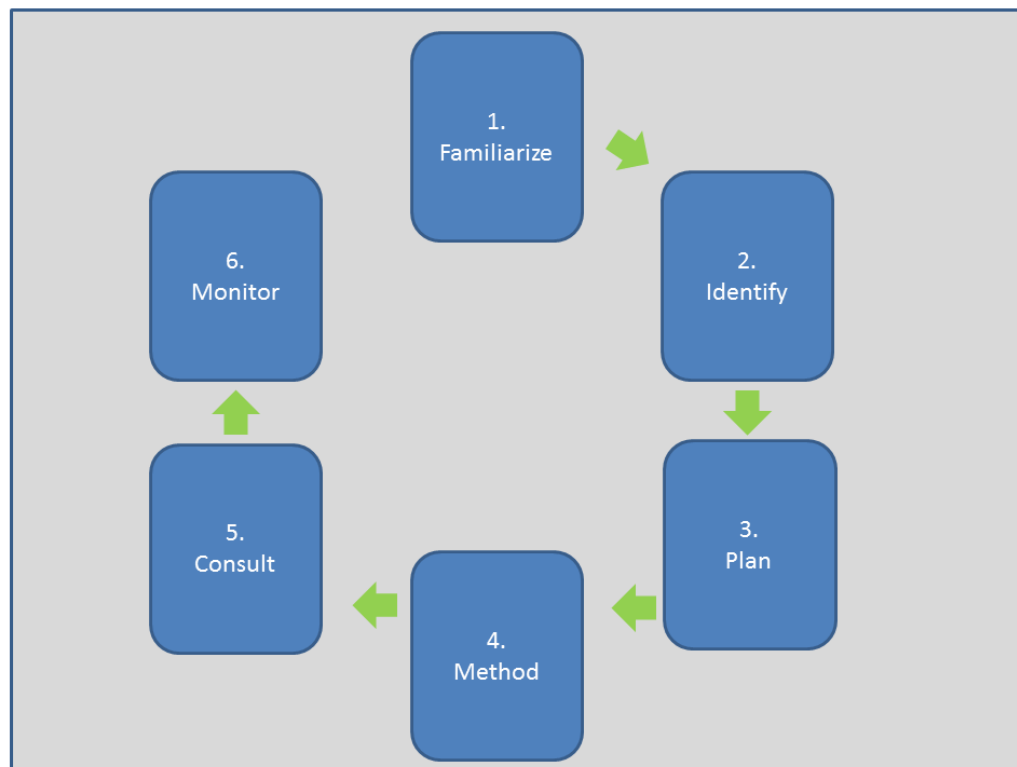 1.
Familiarize
2.
Identify
3.
Plan
4.
Method
5.
Consult
6.
Monitor